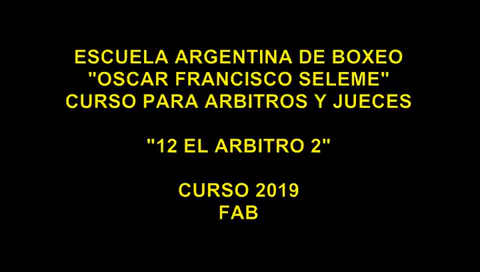 ESCUELA ARGENTINA DE BOXEO
"OSCAR FRANCISCO SELEME"
CURSO PARA ARBITROS Y JUECES
"12 EL ARBITRO 2"
CURSO 2019
FAB